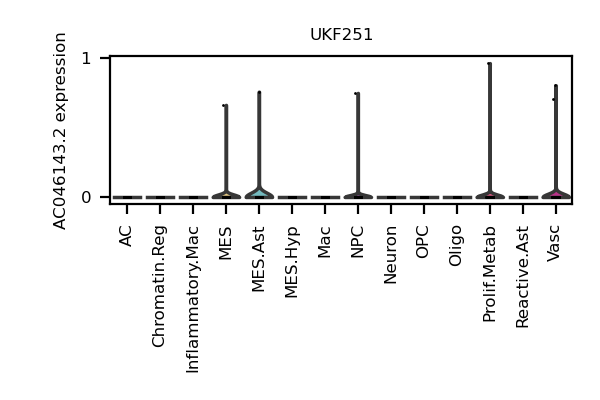 UKF251
AC046143.2 expression
1
0
AC
Chromatin.Reg
Inflammatory.Mac
MES
MES.Ast
MES.Hyp
Mac
NPC
Neuron
OPC
Oligo
Prolif.Metab
Reactive.Ast
Vasc